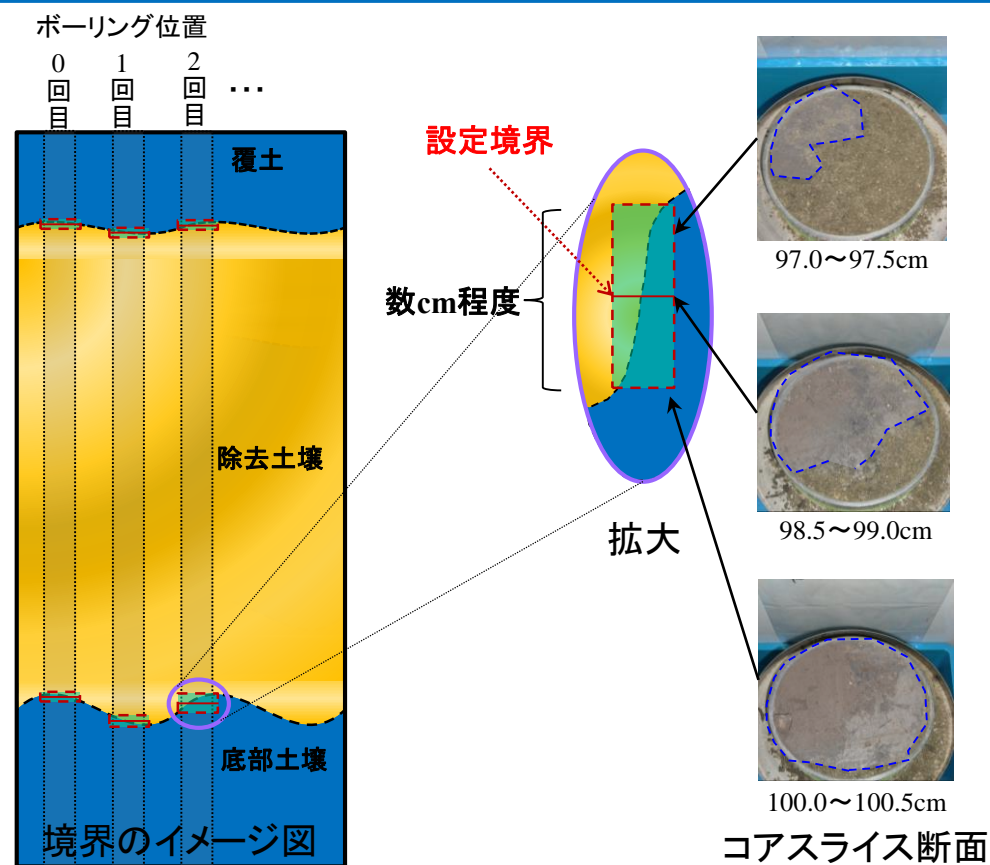 ボーリング位置
0回目
1回目
2回目
…
覆土
設定境界
数cm程度
97.0～97.5cm
除去土壌
拡大
98.5～99.0cm
底部土壌
100.0～100.5cm
境界のイメージ図
コアスライス断面